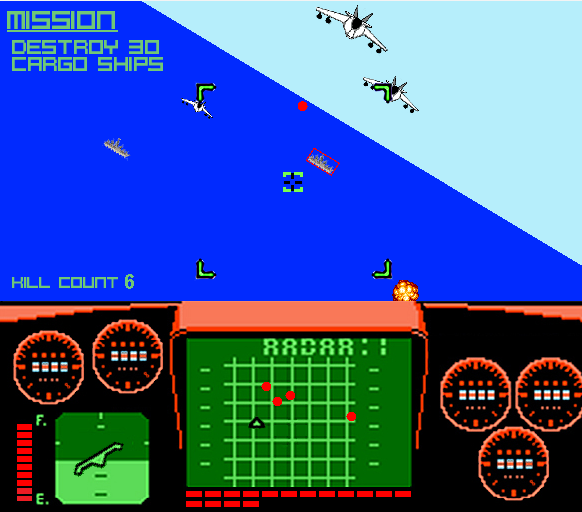 MISSION
DESTROY 30
CARGO SHIPS
KILL COUNT 6
RADAR:1
F.
E.